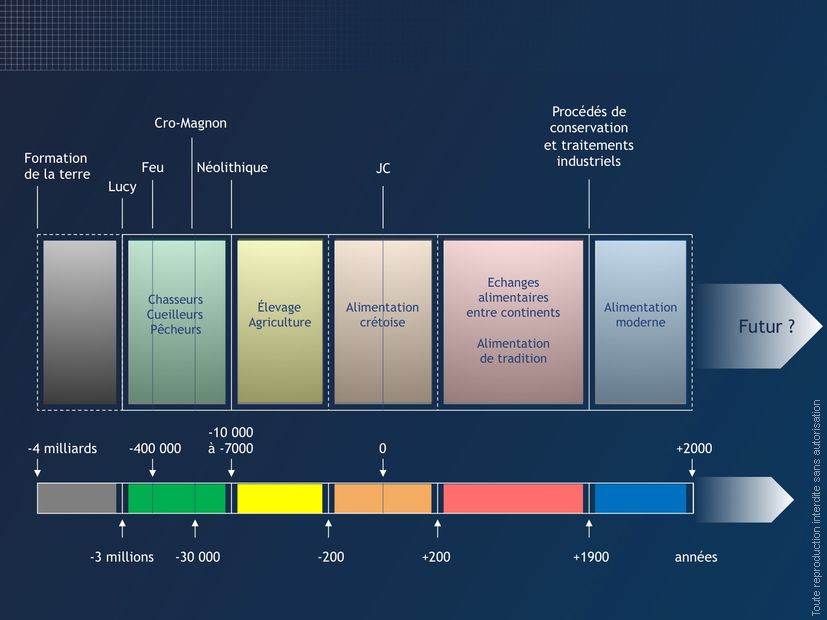 Procédés de
conservation
et traitements
industriels
Cro-Magnon
Formation
de la terre
Feu
Néolithique
JC
Lucy
Chasseurs
Cueilleurs
Pêcheurs
Élevage
Agriculture
Alimentation
crétoise
Echanges
alimentaires
entre continents
Alimentation
de tradition
Alimentation
moderne
Futur ?
-4 milliards
-400 000
-10 000
à -7000
0
+2000
-3 millions
-30 000
-200
+200
+1900
années
Toute reproduction interdite sans autorisation